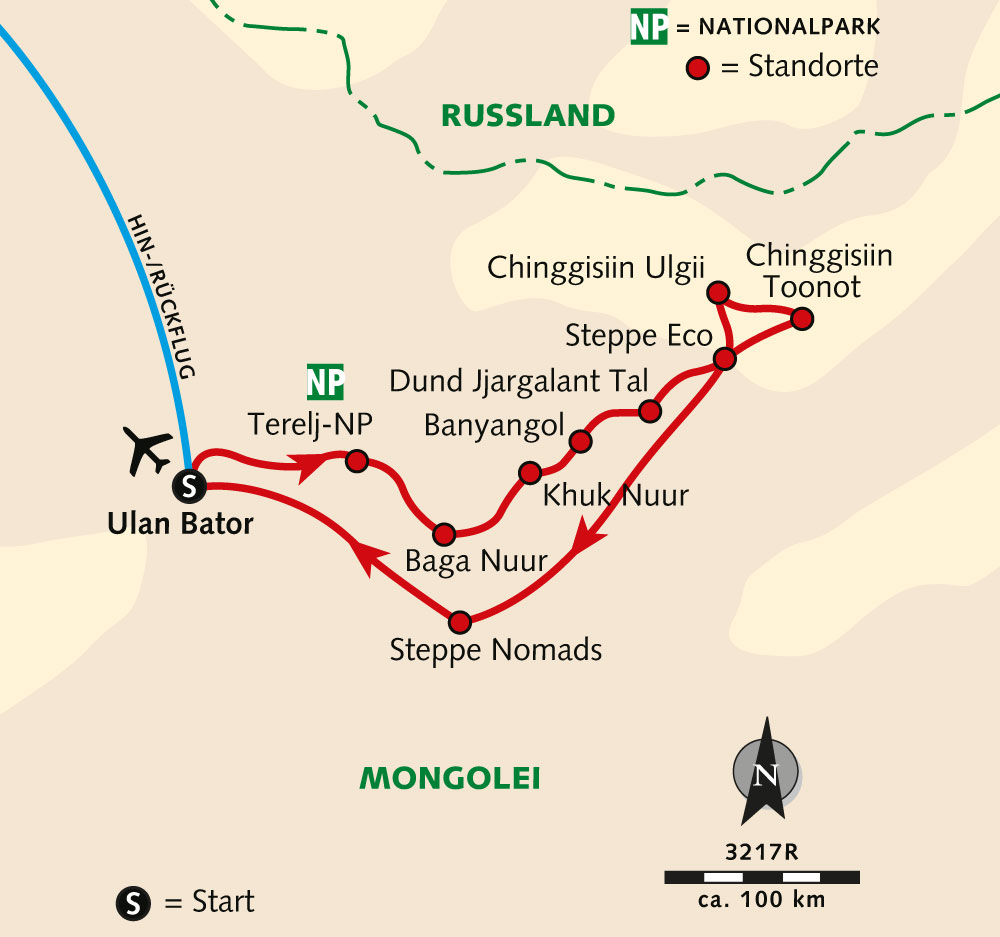 NP = NATIONALPARK
= Standorte
RUSSLAND
HIN-/RÜCKFLUG
Chinggisiin Ulgii
Chinggisiin
Toonot
Steppe Eco
NP
Dund Jjargalant Tal
Terelj-NP
Banyangol
S
Khuk Nuur
Ulan Bator
Baga Nuur
Steppe Nomads
MONGOLEI
N
3217R
ca. 100 km
S = Start